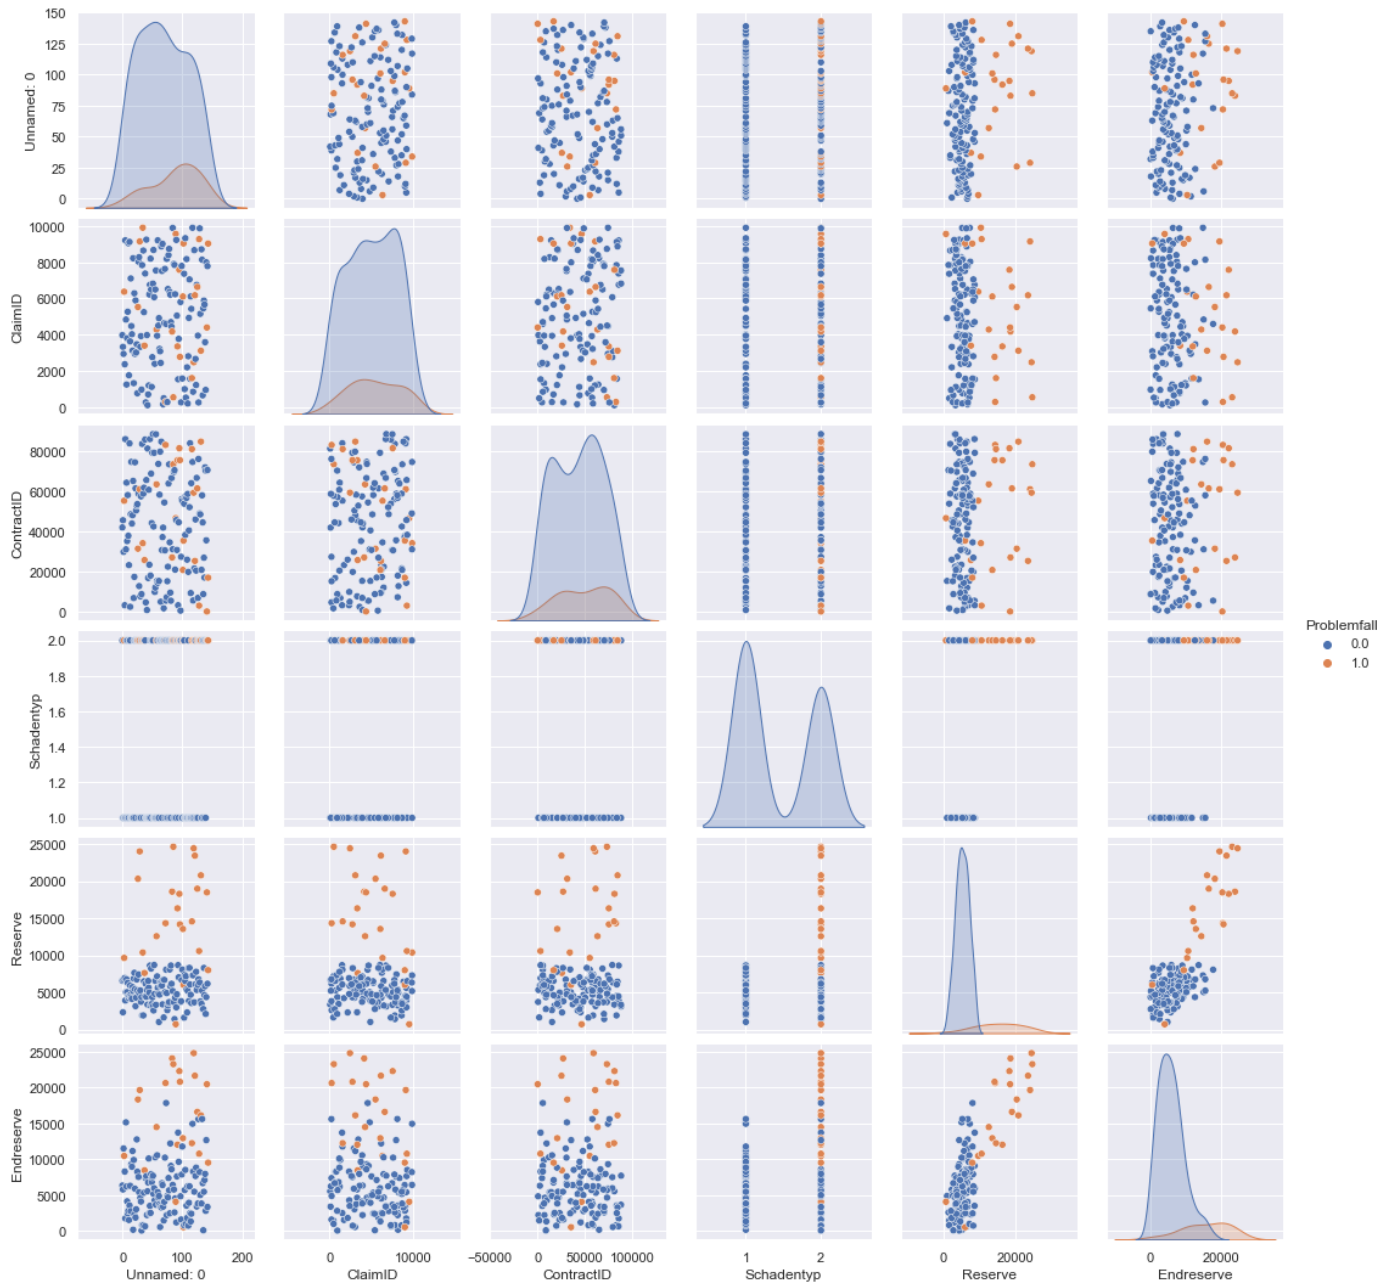 150
125
100
75
50
25
0
Unnamed: 0
10000
8000
6000
4000
2000
0
ClaimID
80000
60000
40000
20000
0
ContractID
2.0
1.8
1.6
1.4
1.2
1.0
Schadentyp
Problemfall
0.0
1.0
25000
20000
15000
10000
5000
0
Reserve
25000
20000
15000
10000
5000
0
Endreserve
0 100 200
Unnamed: 0
0 10000
ClaimID
−50000 0 50000 100000
ContractID
1 2
Schadentyp
0 20000
Reserve
0 20000
Endreserve